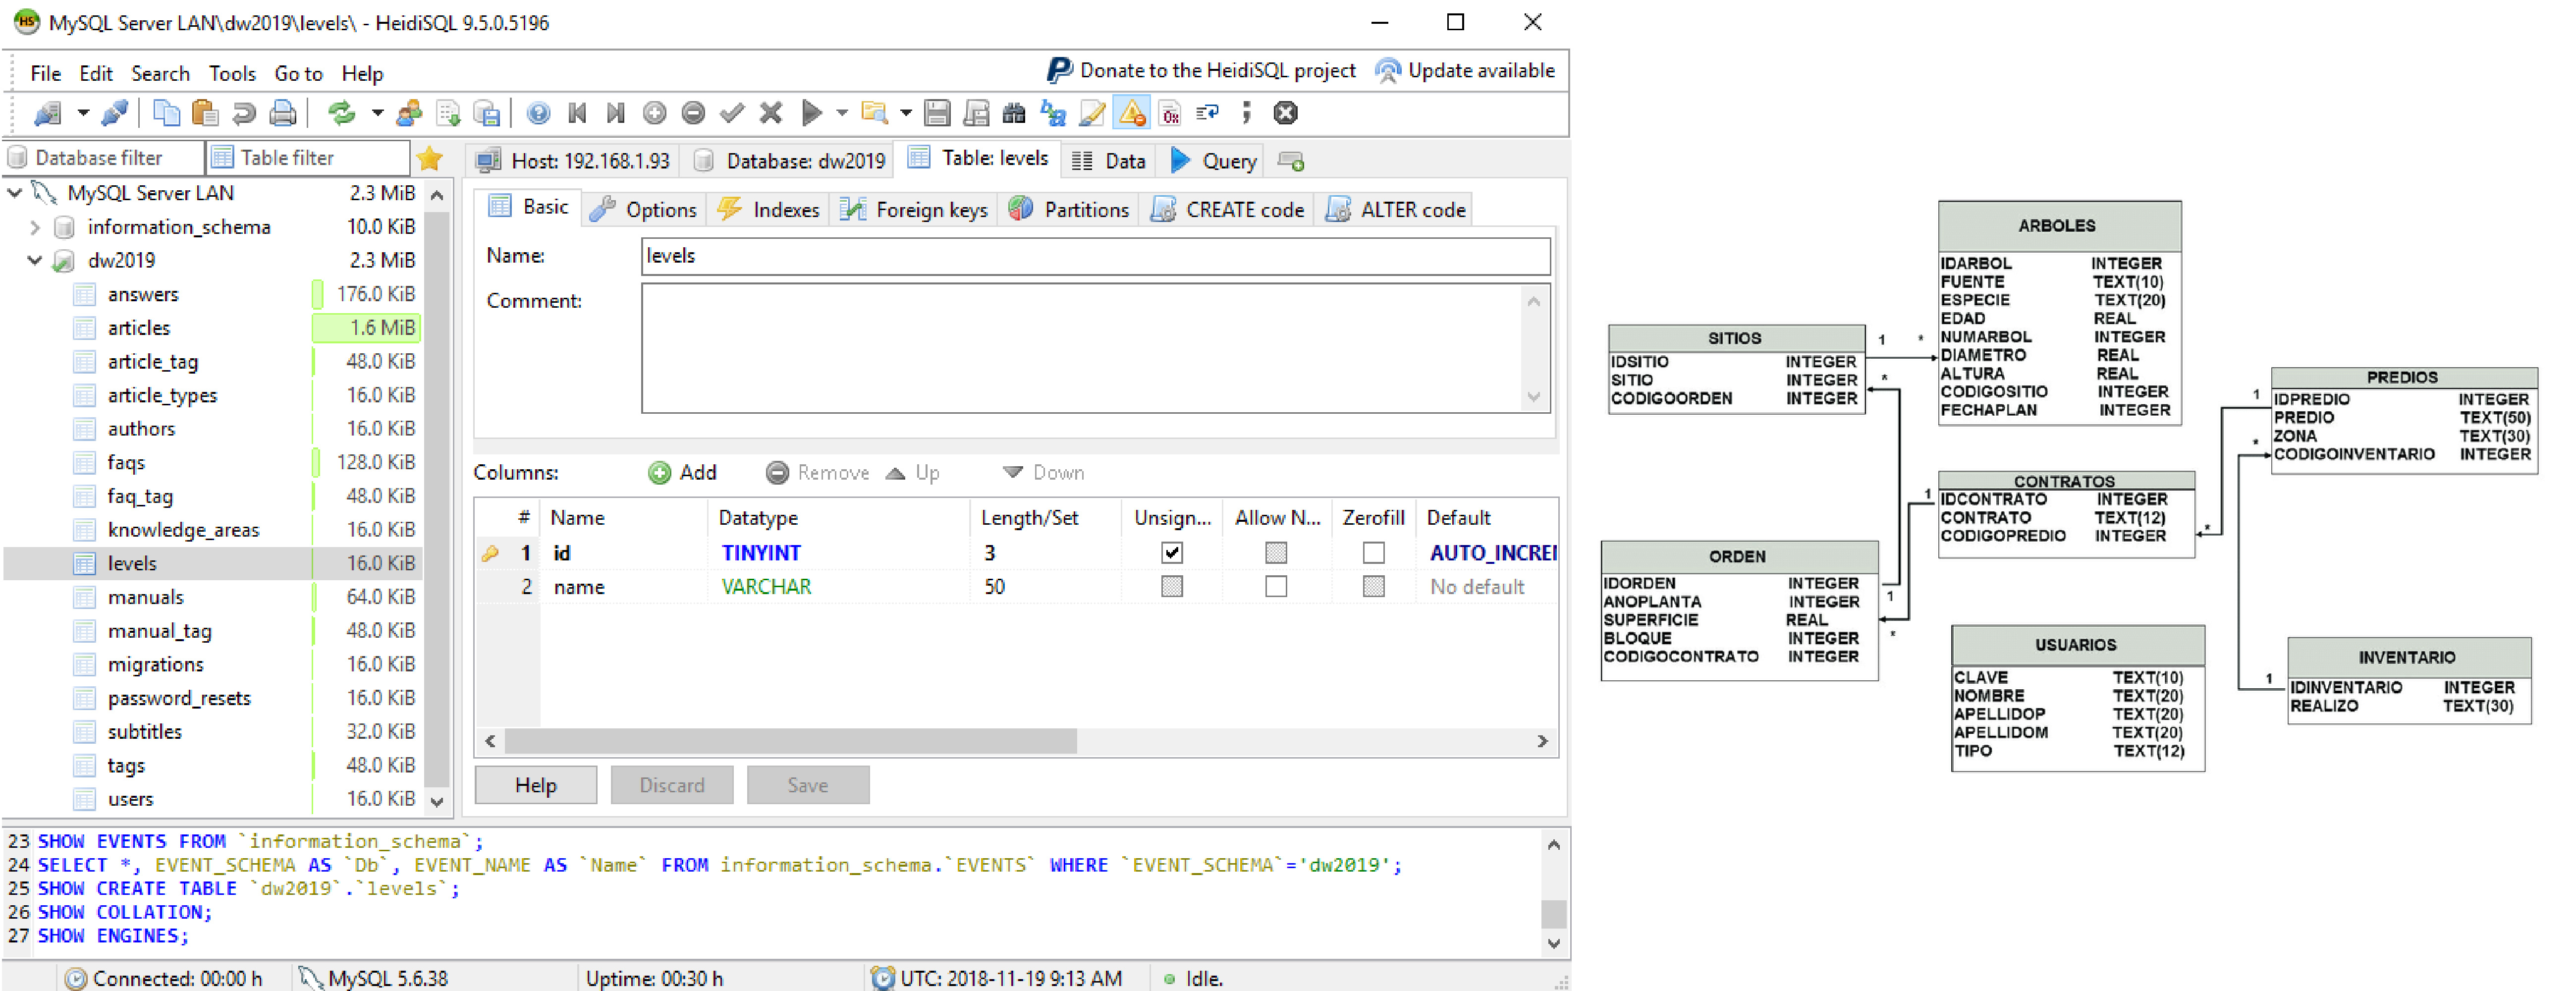 MySQL Server LAN\dw2019\levels\ - HeidiSQL 9.5.0.5196
File Edit Search Tools Go to Help
Donate to the HeidiSQL project Update available
Database filter Table filter
MySQL Server LAN 2.3 MiB
information_schema 10.0 KiB
dw2019 2.3 MiB
answers 176.0 KiB
articles 1.6 MiB
article_tag 48.0 KiB
article_types 16.0 KiB
authors 16.0 KiB
faqs 128.0 KiB
faq_tag 48.0 KiB
knowledge_areas 16.0 KiB
levels 16.0 KiB
manuals 64.0 KiB
manual_tag 48.0 KiB
migrations 16.0 KiB
password_resets 16.0 KiB
subtitles 32.0 KiB
tags 48.0 KiB
users 16.0 KiB
Host: 192.168.1.93 Database: dw2019 Table: levels Data Query
Basic Options Indexes Foreign keys Partitions CREATE code ALTER code
Name: levels
Comment:
Columns: Add Remove Up Down
# Name Datatype Length/Set Unsign... Allow N... Zerofill Default
1 id TINYINT 3 AUTO_INCREI
2 name VARCHAR 50 No default
Help Discard Save
23 SHOW EVENTS FROM `information_schema`;
24 SELECT *, EVENT_SCHEMA AS `Db`, EVENT_NAME AS `Name` FROM information_schema.`EVENTS` WHERE `EVENT_SCHEMA`='dw2019';
25 SHOW CREATE TABLE `dw2019`.`levels`;
26 SHOW COLLATION;
27 SHOW ENGINES;
Connected: 00:00 h MySQL 5.6.38 Uptime: 00:30 h UTC: 2018-11-19 9:13 AM Idle.
SITIOS
IDSITIO INTEGER
SITIO INTEGER
CODIGOORDEN INTEGER
1 *
*
ARBOLES
IDARBOL INTEGER
FUENTE TEXT(10)
ESPECIE TEXT(20)
EDAD REAL
NUMARBOL INTEGER
DIAMETRO REAL
ALTURA REAL
CODIGOSITIO INTEGER
FECHAPLAN INTEGER
PREDIOS
1
IDPREDIO INTEGER
PREDIO TEXT(50)
ZONA TEXT(30)
*
CODIGOINVENTARIO INTEGER
CONTRATOS
1
IDCONTRATO INTEGER
CONTRATO TEXT(12)
CODIGOPREDIO INTEGER
*
ORDEN
IDORDEN INTEGER
ANOPLANTA INTEGER
SUPERFICIE REAL
BLOQUE INTEGER
CODIGOCONTRATO INTEGER
1
*
USUARIOS
CLAVE TEXT(10)
NOMBRE TEXT(20)
APELLIDOP TEXT(20)
APELLIDOM TEXT(20)
TIPO TEXT(12)
INVENTARIO
1
IDINVENTARIO INTEGER
REALIZO TEXT(30)